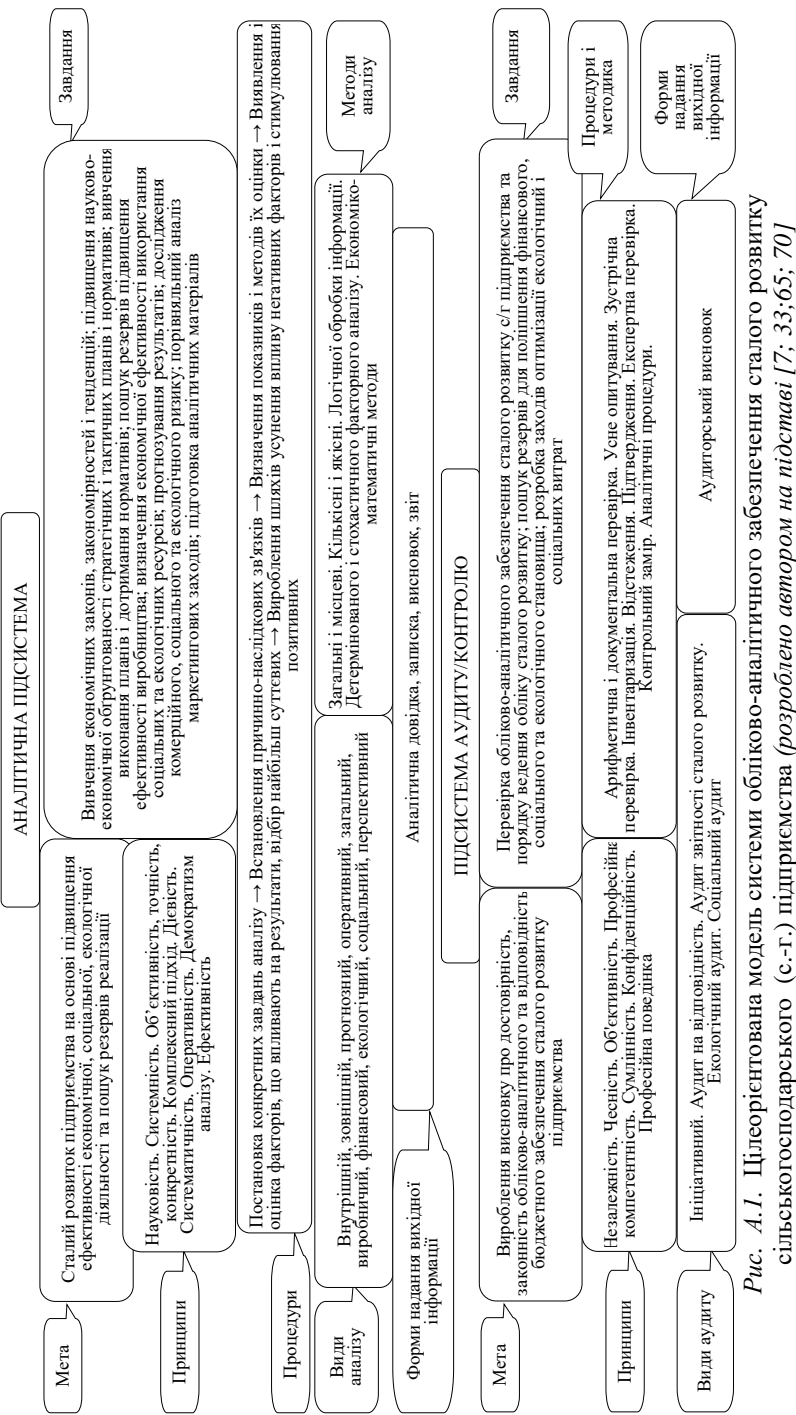 АНАЛІТИЧНА ПІДСИСТЕМА
Мета
Сталий розвиток підприємства на основі підвищення
ефективності економічної, соціальної, екологічної
діяльності та пошук резервів реалізації
Принципи
Науковість. Системність. Об’єктивність, точність,
конкретність. Комплексний підхід. Дієвість.
Систематичність. Оперативність. Демократизм
аналізу. Ефективність
Завдання
Вивчення економічних законів, закономірностей і тенденцій; підвищення науково-
економічної обґрунтованості стратегічних і тактичних планів і нормативів; вивчення
виконання планів і дотримання нормативів; пошук резервів підвищення
ефективності виробництва; визначення економічної ефективності використання
соціальних та екологічних ресурсів; прогнозування результатів; дослідження
комерційного, соціального та екологічного ризику; порівняльний аналіз
маркетингових заходів; підготовка аналітичних матеріалів
Процедури
Постановка конкретних завдань аналізу → Встановлення причинно-наслідкових зв'язків → Визначення показників і методів їх оцінки → Виявлення і
оцінка факторів, що впливають на результати, відбір найбільш суттєвих → Вироблення шляхів усунення впливу негативних факторів і стимулювання
позитивних
Види
аналізу
Внутрішній, зовнішній, прогнозний, оперативний, загальний,
виробничий, фінансовий, екологічний, соціальний, перспективний
Загальні і місцеві. Кількісні і якісні. Логічної обробки інформації.
Детермінованого і стохастичного факторного аналізу. Економіко-
математичні методи
Методи
аналізу
Форми надання вихідної
інформації
Аналітична довідка, записка, висновок, звіт
ПІДСИСТЕМА АУДИТУ/КОНТРОЛЮ
Мета
Вироблення висновку про достовірність,
законність обліково-аналітичного та відповідність
бюджетного забезпечення сталого розвитку
підприємства
Перевірка обліково-аналітичного забезпечення сталого розвитку с/г підприємства та
порядку ведення обліку сталого розвитку; пошук резервів для поліпшення фінансового,
соціального та екологічного становища; розробка заходів оптимізації екологічний і
соціальних витрат
Завдання
Принципи
Незалежність. Чесність. Об'єктивність. Професійна
компетентність. Сумлінність. Конфіденційність.
Професійна поведінка
Арифметична і документальна перевірка. Усне опитування. Зустрічна
перевірка. Інвентаризація. Відстеження. Підтвердження. Експертна перевірка.
Контрольний замір. Аналітичні процедури.
Процедури і
методика
Види аудиту
Ініціативний. Аудит на відповідність. Аудит звітності сталого розвитку.
Екологічний аудит. Соціальний аудит
Аудиторський висновок
Форми
надання
вихідної
інформації
Рис. А.1. Цілеорієнтована модель системи обліково-аналітичного забезпечення сталого розвитку
сільськогосподарського (с.-г.) підприємства (розроблено автором на підставі [7; 33;65; 70]